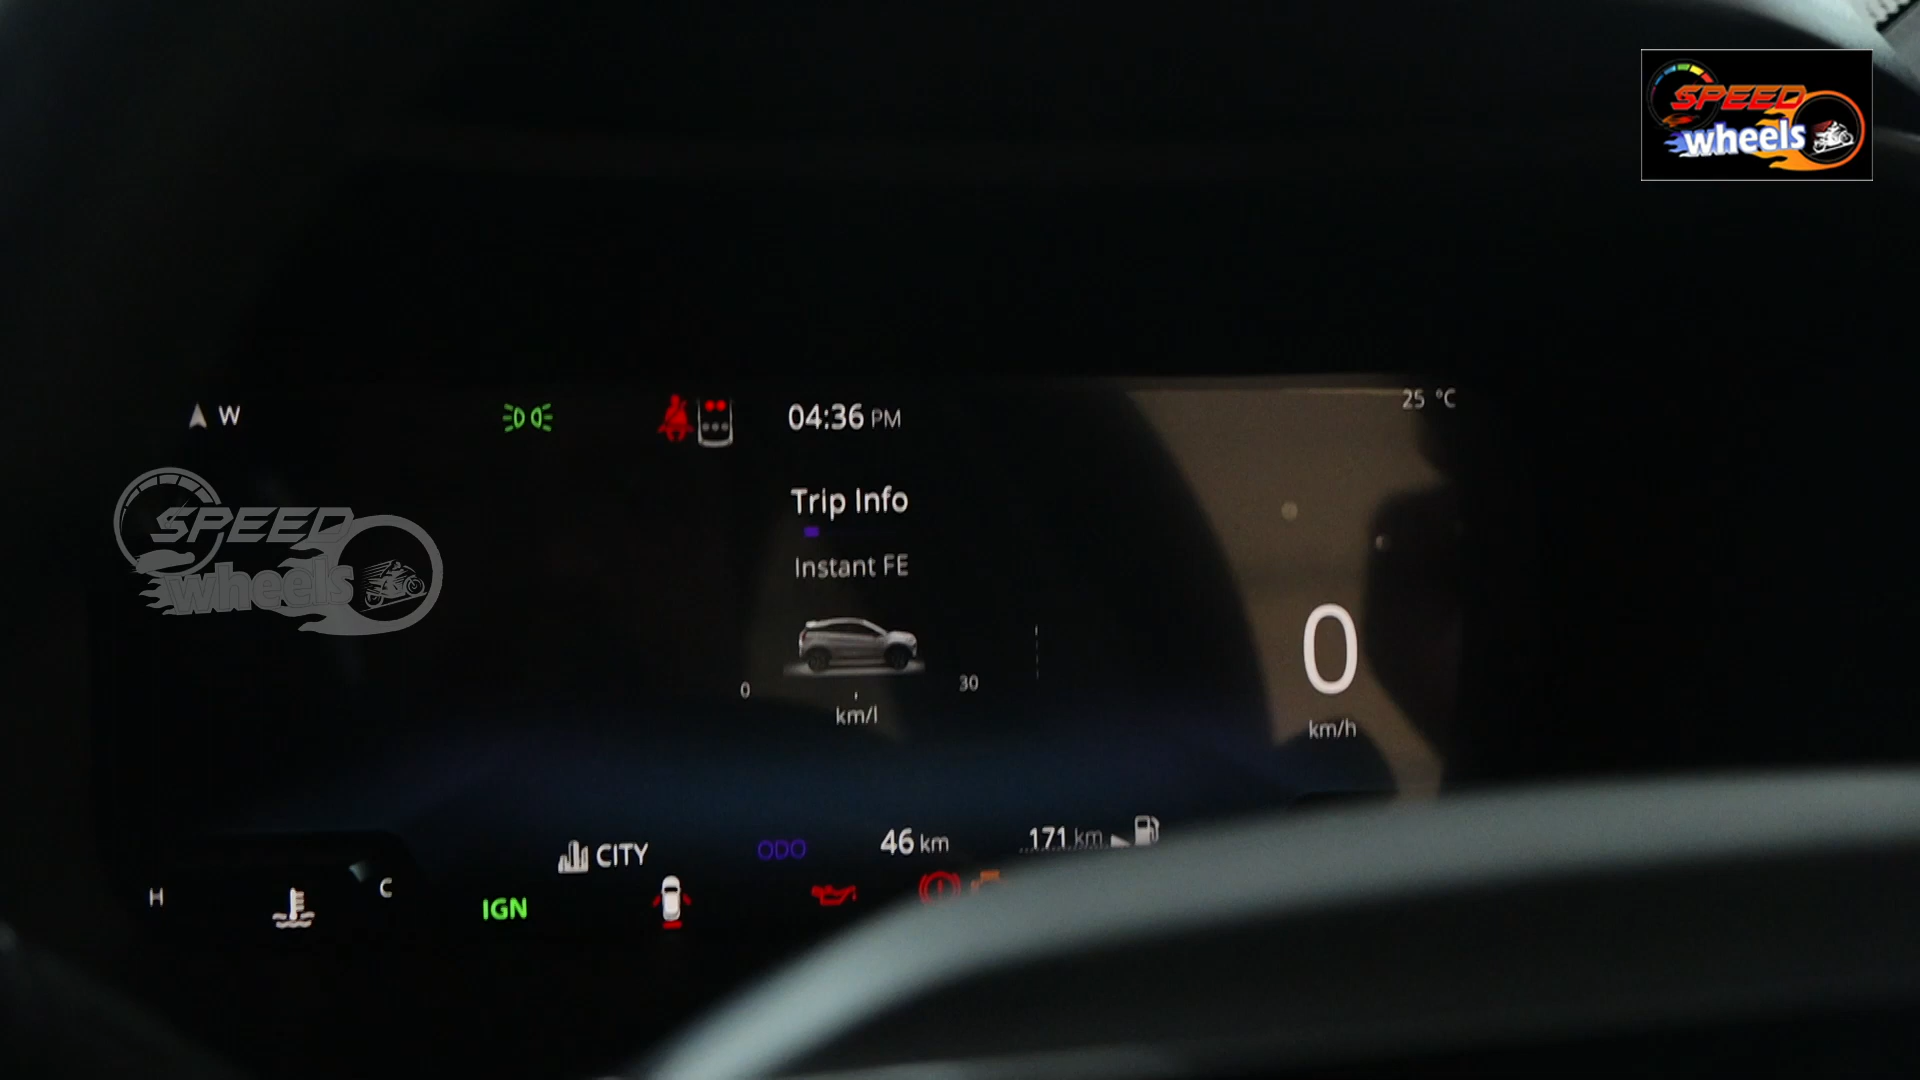 SPEED
wheels
W
04:36 PM
25 °C
SPEED
wheels
Trip Info
Instant FE
0
30
km/l
0
km/h
CITY
ODO
46 km
171 km
H
C
IGN